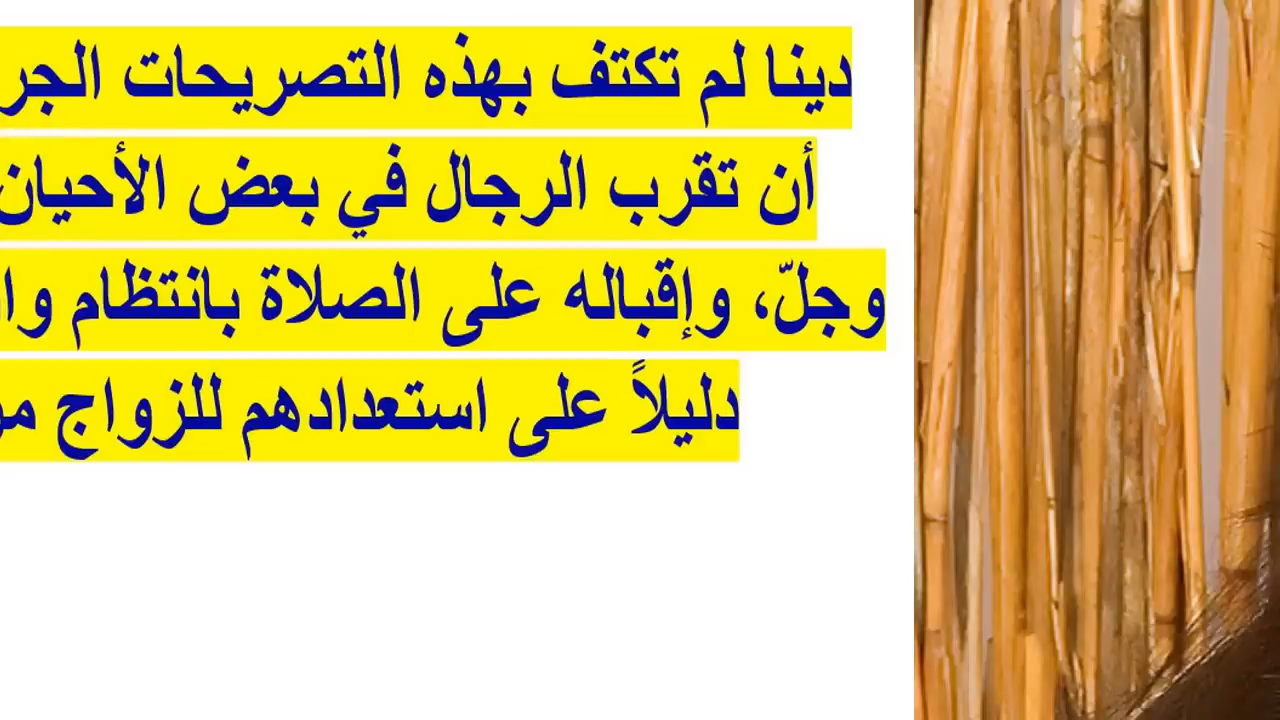 دينا لم تكتف بهذه التصريحات
أن تقرب الرجال في بعض الأحيان
وجلّ، وإقباله على الصلاة بانتظام
دليلاً على استعدادهم للزواج